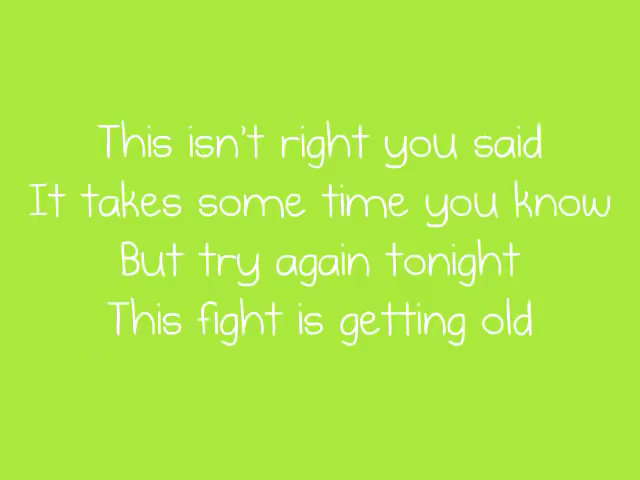 This isn't right you said
It takes some time you know
But try again tonight
This fight is getting old